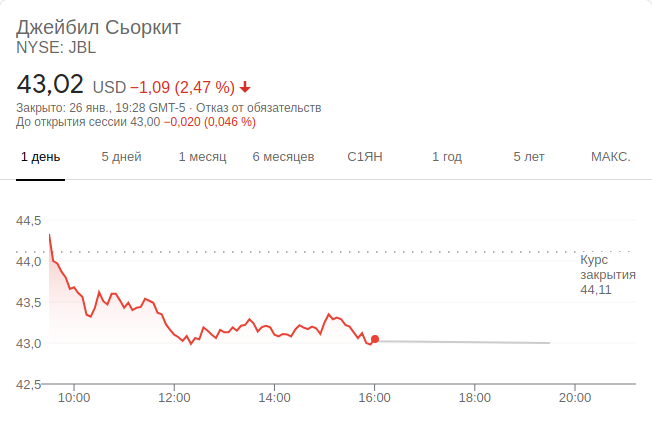 Джейбил Сьоркит
NYSE: JBL
43,02 USD −1,09 (2,47 %)
Закрыто: 26 янв., 19:28 GMT-5 · Отказ от обязательств
До открытия сессии 43,00 −0,020 (0,046 %)
1 день 5 дней 1 месяц 6 месяцев С1ЯН 1 год 5 лет МАКС.
44,5
44,0
43,5
43,0
42,5
Курс
закрытия
44,11
10:00 12:00 14:00 16:00 18:00 20:00